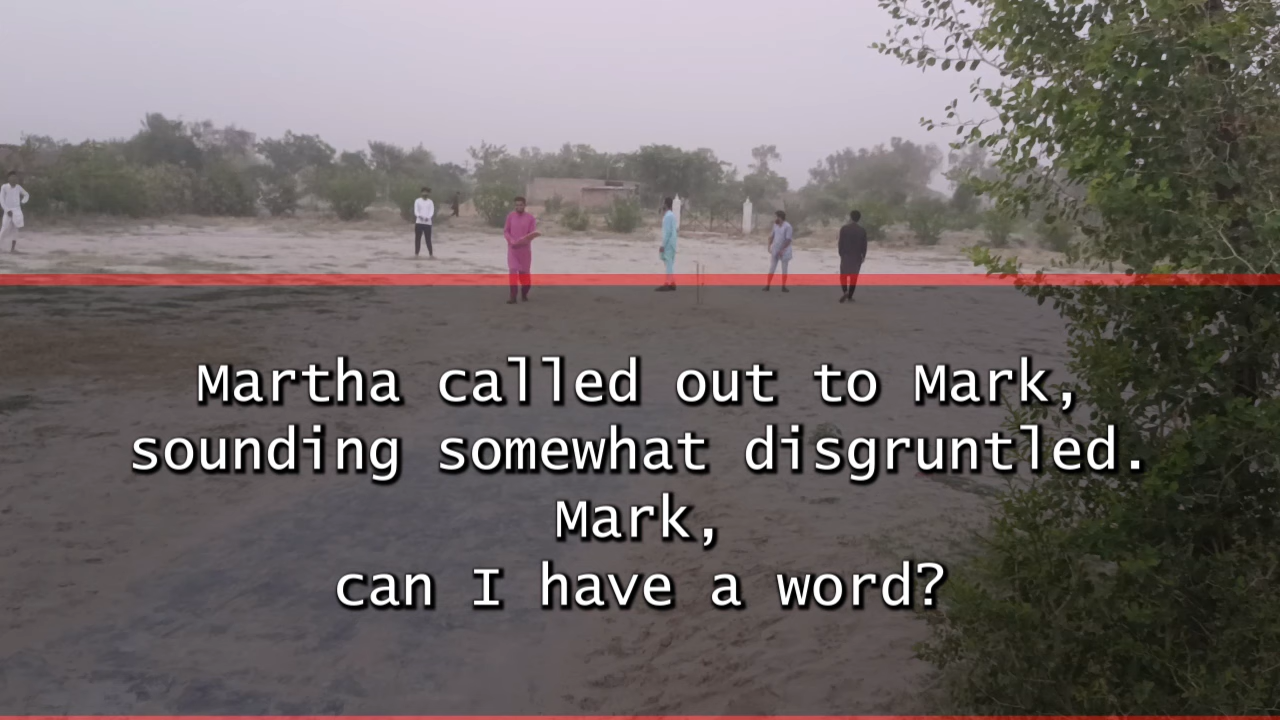 Martha called out to Mark,
sounding somewhat disgruntled.
Mark,
can I have a word?